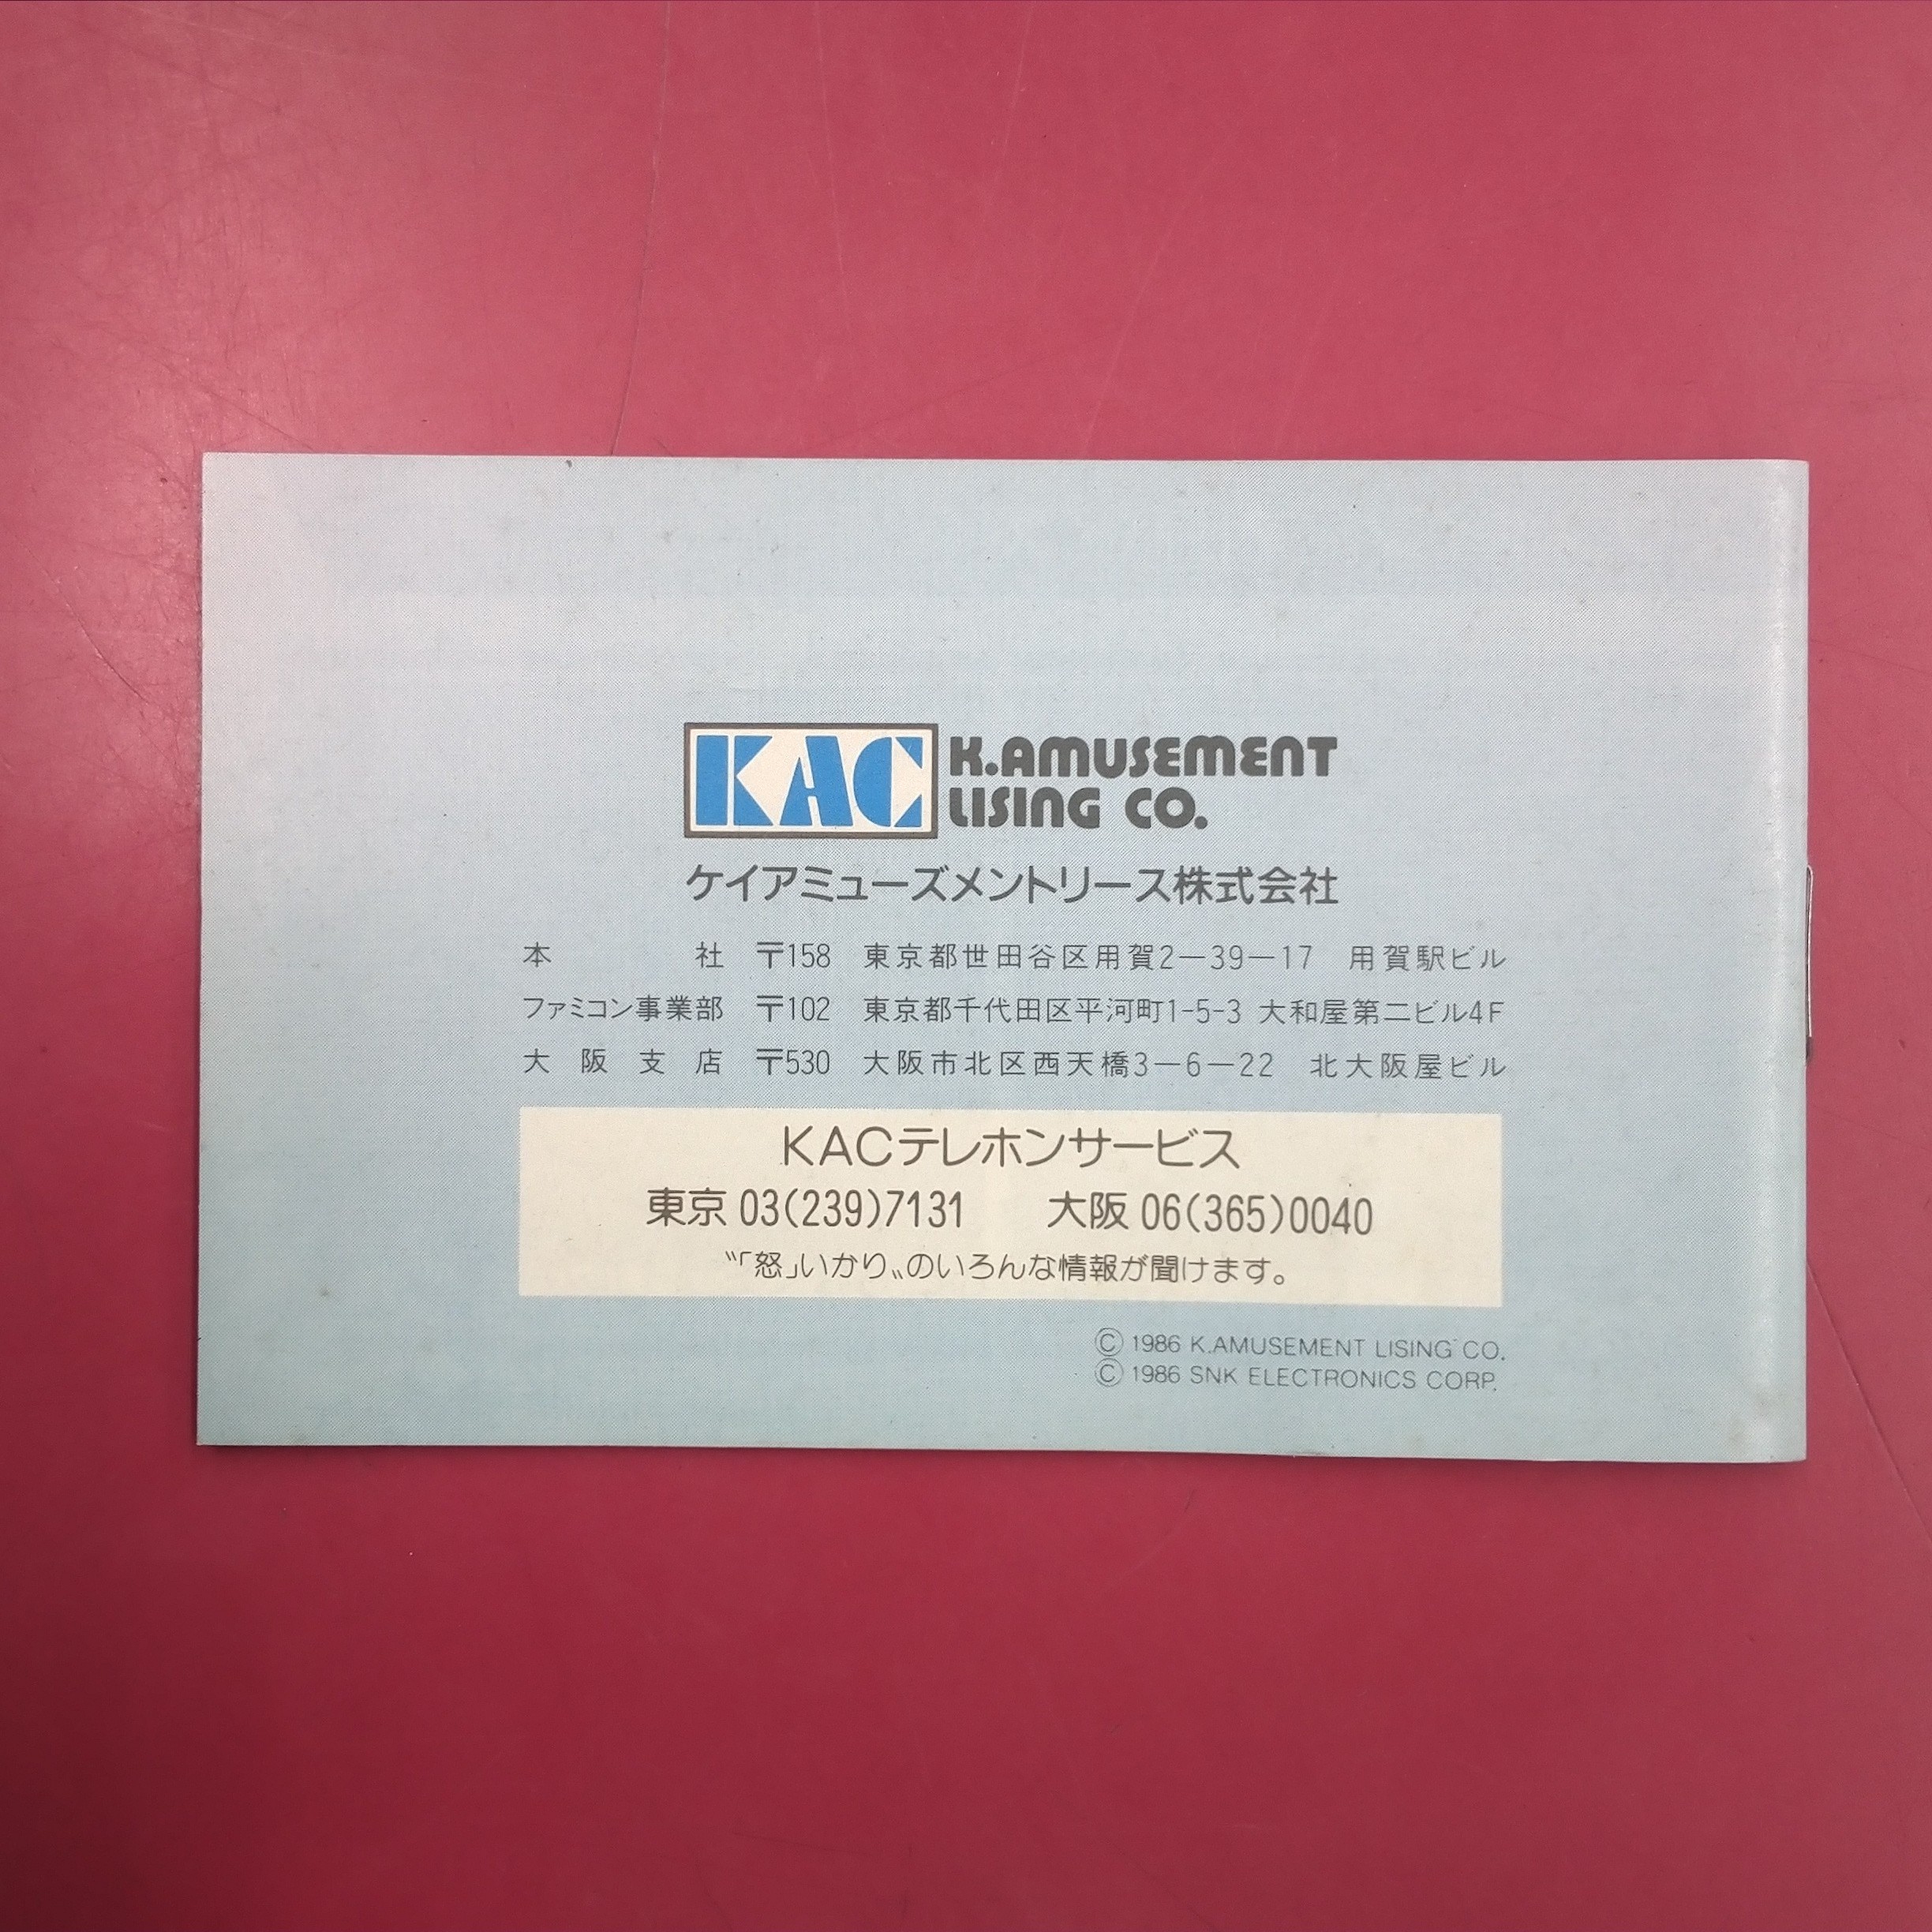 KAC K.AMUSEMENT
LISING CO.
ケイアミューズメントリース株式会社
本社 〒158 東京都世田谷区用賀2−39−17 用賀駅ビル
ファミコン事業部 〒102 東京都千代田区平河町1-5-3 大和屋第二ビル4F
大阪支店 〒530 大阪市北区西天橋3−6−22 北大阪屋ビル
KACテレホンサービス
東京 03(239)7131 大阪 06(365)0040
〝「怒」いかり〟のいろんな情報が聞けます。
Ⓒ 1986 K.AMUSEMENT LISING CO.
Ⓒ 1986 SNK ELECTRONICS CORP.